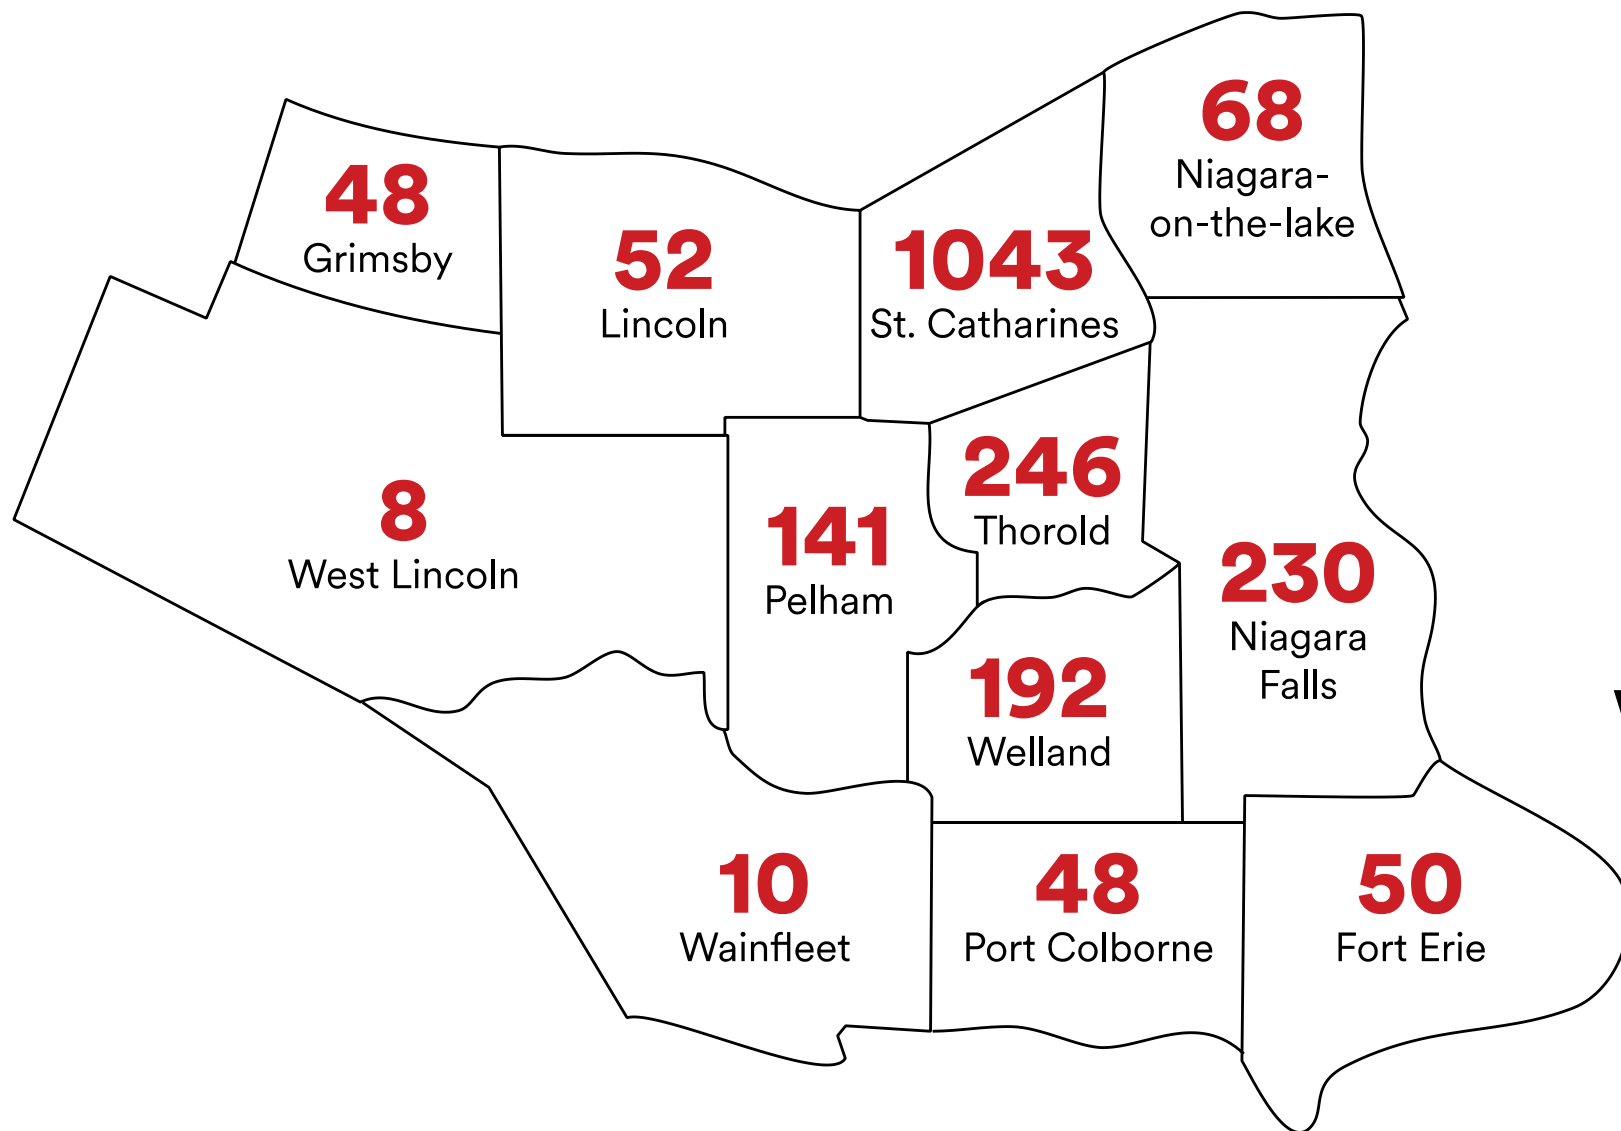 68
Niagara-
on-the-lake
48
Grimsby
52
Lincoln
1043
St. Catharines
246
Thorold
8
West Lincoln
141
Pelham
230
Niagara
Falls
192
Welland
10
Wainfleet
48
Port Colborne
50
Fort Erie